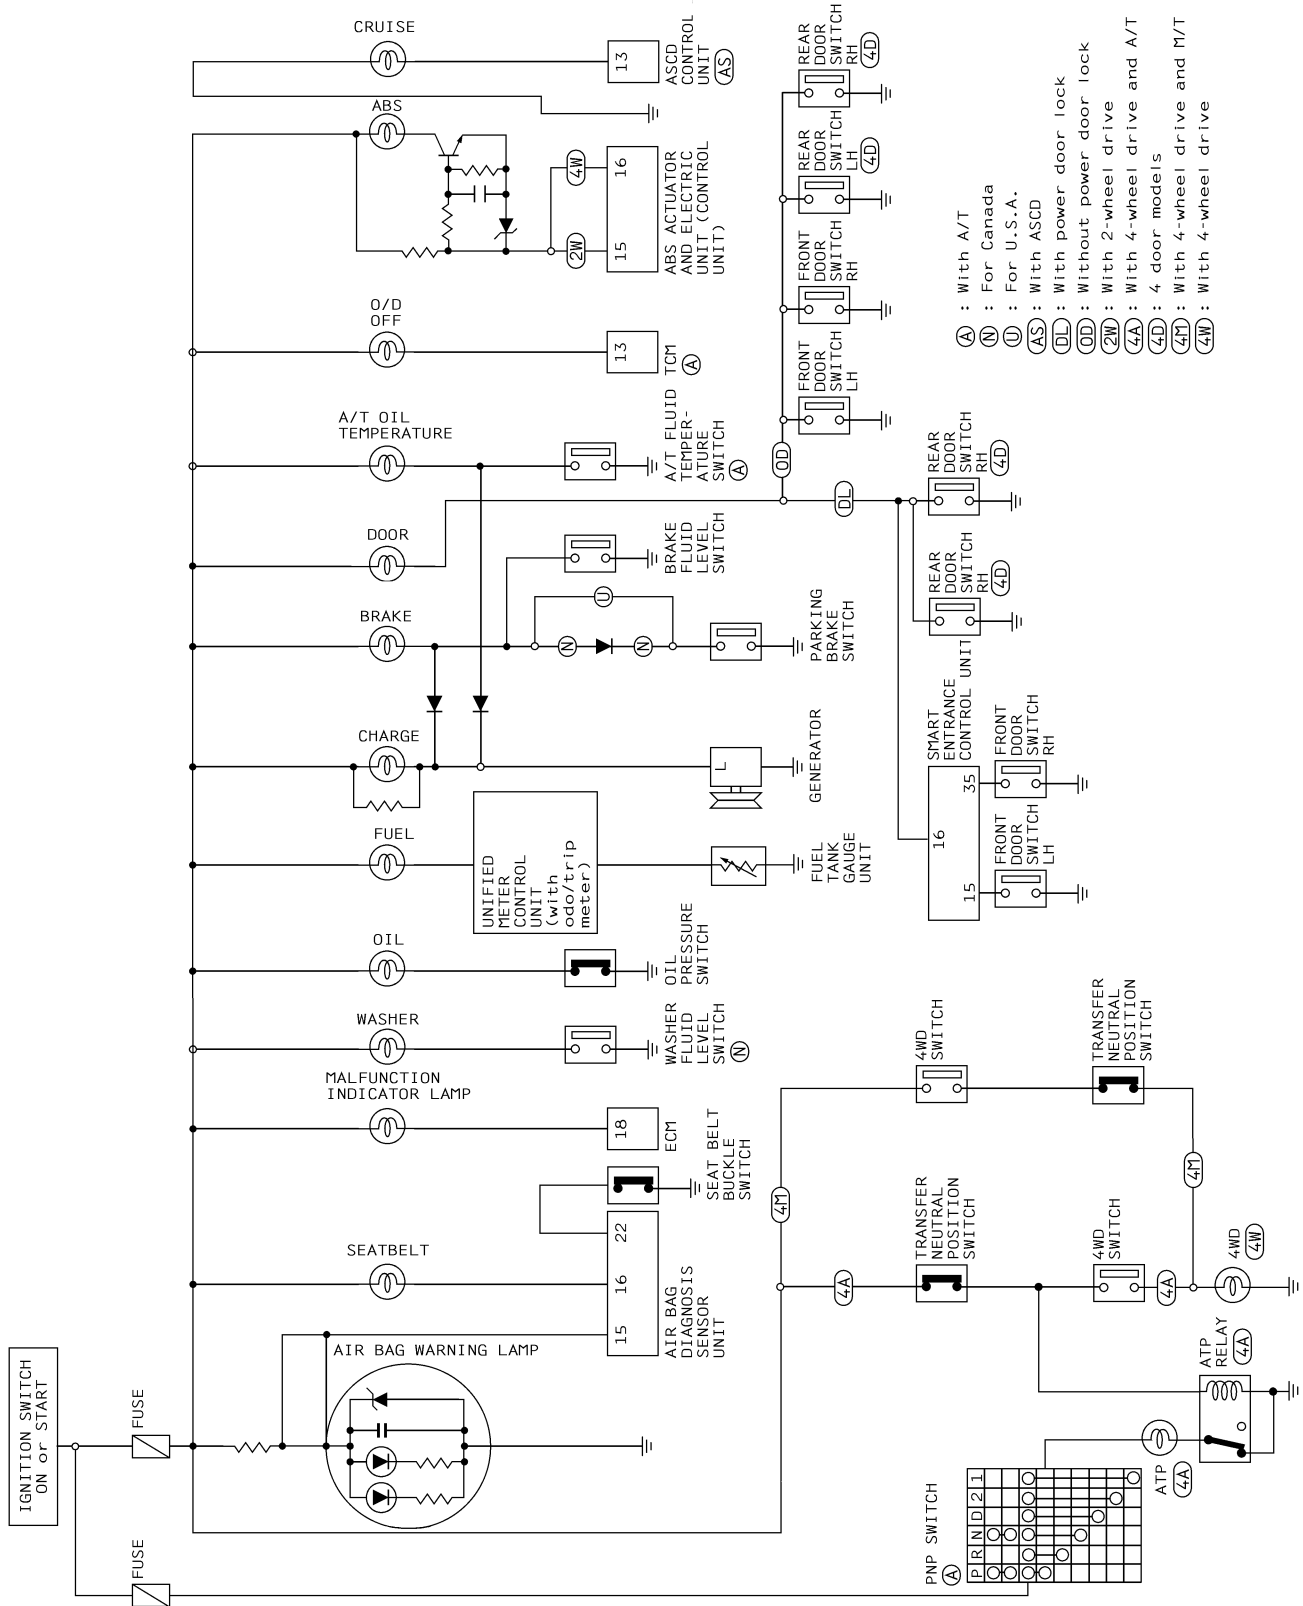 CRUISE
13
ASCD
CONTROL
UNIT
AS
ABS
4W
2W
16
15
ABS ACTUATOR
AND ELECTRIC
UNIT (CONTROL
UNIT)
O/D
OFF
13
TCM
A
A/T OIL
TEMPERATURE
A/T FLUID
TEMPER-
ATURE
SWITCH
A
DOOR
BRAKE
FLUID
LEVEL
SWITCH
BRAKE
U
N
N
PARKING
BRAKE
SWITCH
CHARGE
L
GENERATOR
FUEL
UNIFIED
METER
CONTROL
UNIT
(with
odo/trip
meter)
FUEL
TANK
GAUGE
UNIT
OIL
OIL
PRESSURE
SWITCH
WASHER
WASHER
FLUID
LEVEL
SWITCH
N
MALFUNCTION
INDICATOR LAMP
18
ECM
SEAT BELT
BUCKLE
SWITCH
SEATBELT
22
16
15
AIR BAG
DIAGNOSIS
SENSOR
UNIT
AIR BAG WARNING LAMP
IGNITION SWITCH
ON or START
FUSE
FUSE
REAR
DOOR
SWITCH
RH
4D
REAR
DOOR
SWITCH
LH
4D
FRONT
DOOR
SWITCH
RH
FRONT
DOOR
SWITCH
LH
OD
DL
REAR
DOOR
SWITCH
RH
4D
REAR
DOOR
SWITCH
RH
4D
SMART
ENTRANCE
CONTROL UNIT
35
16
15
FRONT
DOOR
SWITCH
RH
FRONT
DOOR
SWITCH
LH
A : With A/T
N : For Canada
U : For U.S.A.
AS : With ASCD
DL : With power door lock
OD : Without power door lock
2W : With 2-wheel drive
4A : With 4-wheel drive and A/T
4D : 4 door models
4M : With 4-wheel drive and M/T
4W : With 4-wheel drive
4WD
SWITCH
TRANSFER
NEUTRAL
POSITION
SWITCH
4M
4M
TRANSFER
NEUTRAL
POSITION
SWITCH
4WD
SWITCH
4A
4A
4WD
4W
ATP
RELAY
4A
ATP
4A
PNP SWITCH
A
P R N D 2 1